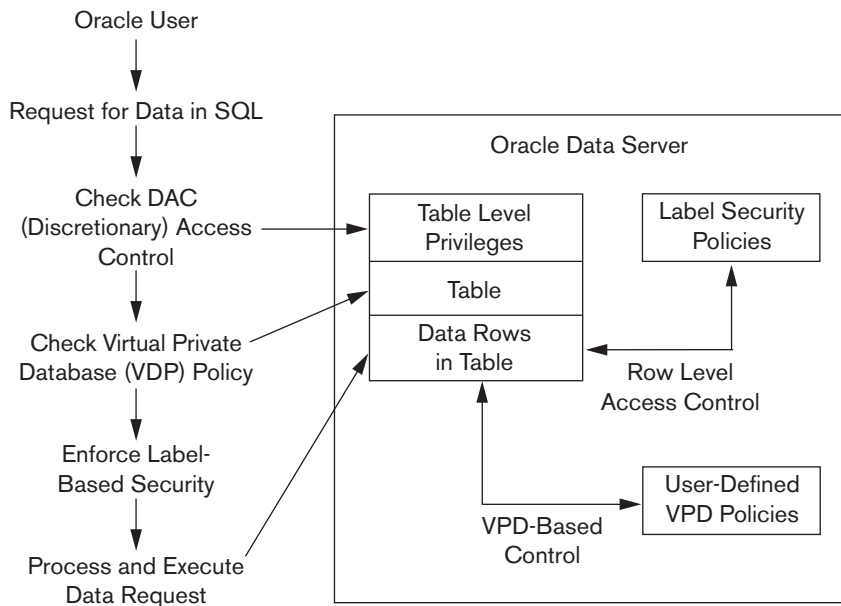 Oracle User
Request for Data in SQL
Check DAC
(Discretionary) Access
Control
Check Virtual Private
Database (VDP) Policy
Enforce Label-
Based Security
Process and Execute
Data Request
Oracle Data Server
Table Level
Privileges
Table
Data Rows
in Table
Label Security
Policies
Row Level
Access Control
User-Defined
VPD Policies
VPD-Based
Control